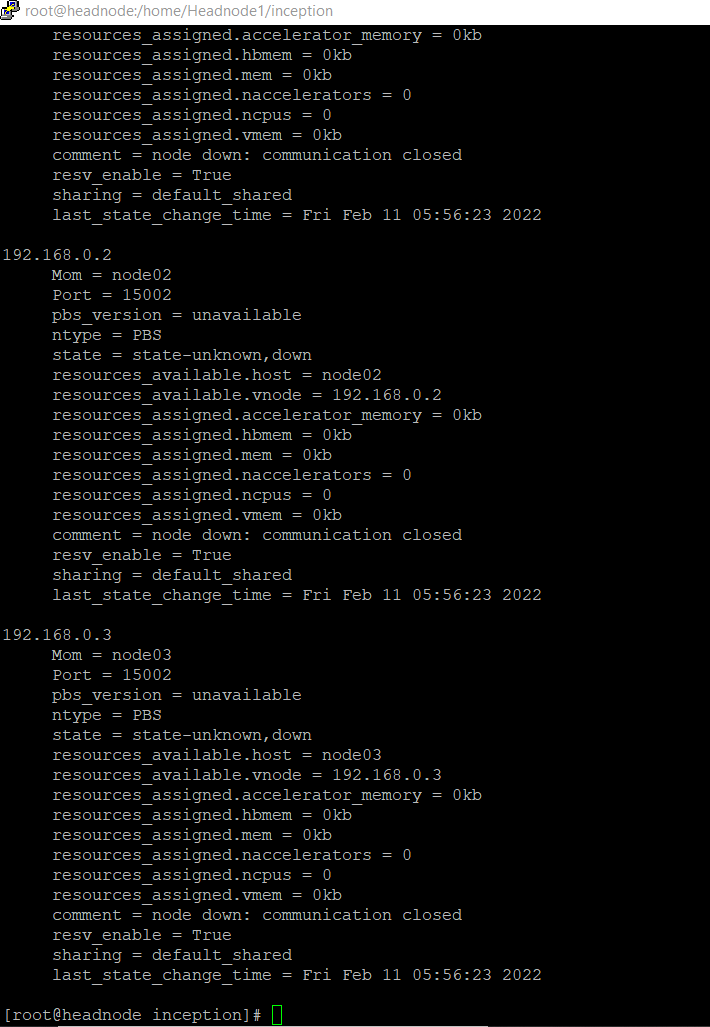 root@headnode:/home/Headnode1/inception
resources_assigned.accelerator_memory = 0kb
resources_assigned.hbmem = 0kb
resources_assigned.mem = 0kb
resources_assigned.naccelerators = 0
resources_assigned.ncpus = 0
resources_assigned.vmem = 0kb
comment = node down: communication closed
resv_enable = True
sharing = default_shared
last_state_change_time = Fri Feb 11 05:56:23 2022
192.168.0.2
Mom = node02
Port = 15002
pbs_version = unavailable
ntype = PBS
state = state-unknown,down
resources_available.host = node02
resources_available.vnode = 192.168.0.2
resources_assigned.accelerator_memory = 0kb
resources_assigned.hbmem = 0kb
resources_assigned.mem = 0kb
resources_assigned.naccelerators = 0
resources_assigned.ncpus = 0
resources_assigned.vmem = 0kb
comment = node down: communication closed
resv_enable = True
sharing = default_shared
last_state_change_time = Fri Feb 11 05:56:23 2022
192.168.0.3
Mom = node03
Port = 15002
pbs_version = unavailable
ntype = PBS
state = state-unknown,down
resources_available.host = node03
resources_available.vnode = 192.168.0.3
resources_assigned.accelerator_memory = 0kb
resources_assigned.hbmem = 0kb
resources_assigned.mem = 0kb
resources_assigned.naccelerators = 0
resources_assigned.ncpus = 0
resources_assigned.vmem = 0kb
comment = node down: communication closed
resv_enable = True
sharing = default_shared
last_state_change_time = Fri Feb 11 05:56:23 2022
[root@headnode inception]#